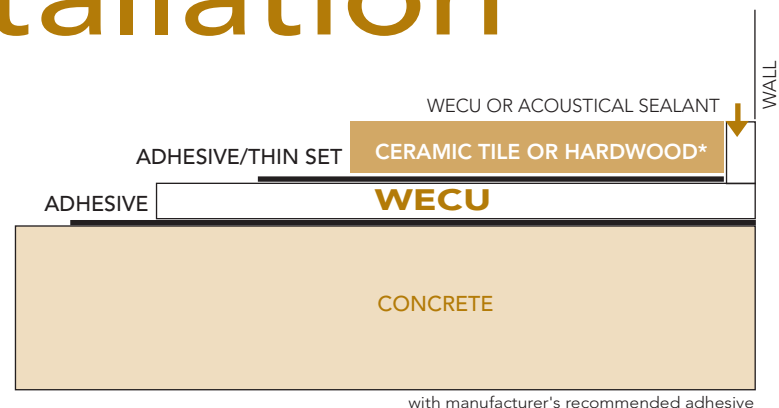 tallation
WALL
WECU OR ACOUSTICAL SEALANT
CERAMIC TILE OR HARDWOOD*
ADHESIVE/THIN SET
WECU
ADHESIVE
CONCRETE
with manufacturer's recommended adhesive